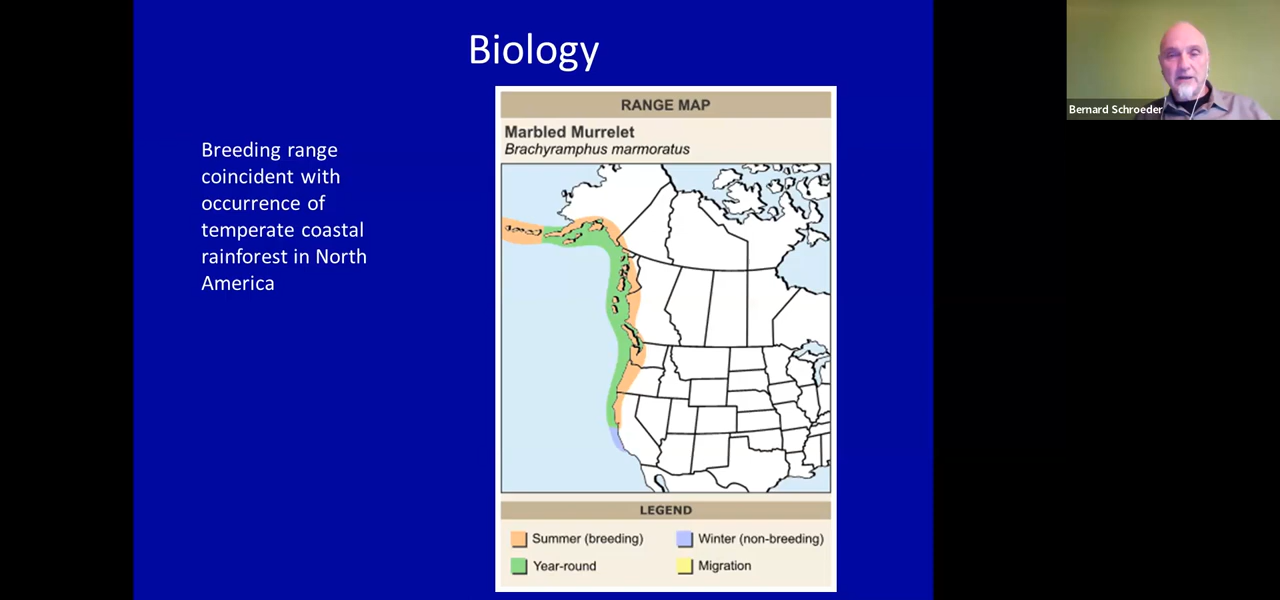 Biology
Breeding range
coincident with
occurrence of
temperate coastal
rainforest in North
America
RANGE MAP
Marbled Murrelet
Brachyramphus marmoratus
LEGEND
Summer (breeding)
Winter (non-breeding)
Year-round
Migration
Bernard Schroeder